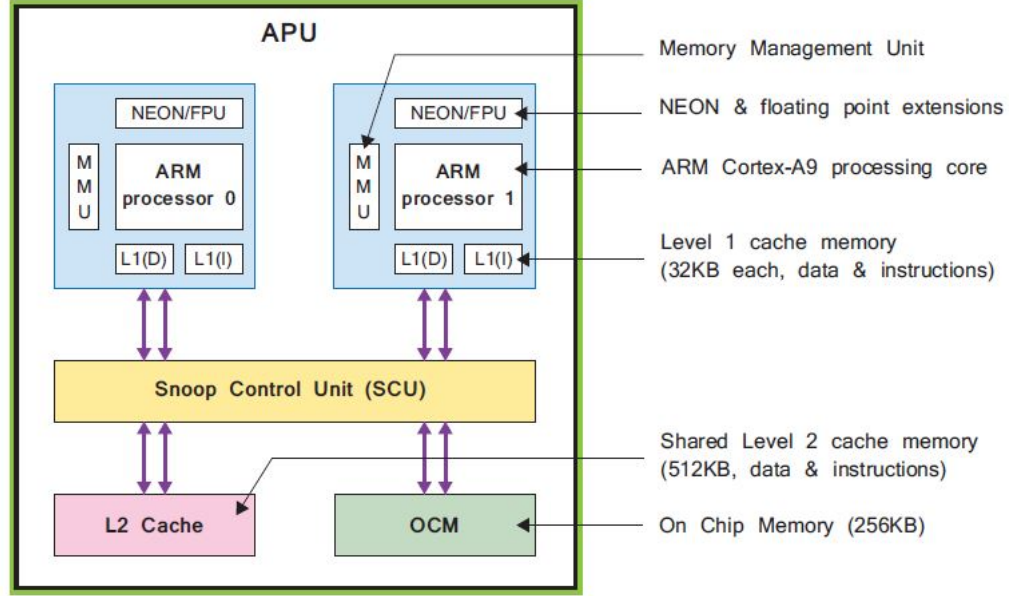 APU
NEON/FPU
M
M
U
ARM
processor 0
L1(D)
L1(I)
NEON/FPU
M
M
U
ARM
processor 1
L1(D)
L1(I)
Snoop Control Unit (SCU)
L2 Cache
OCM
Memory Management Unit
NEON & floating point extensions
ARM Cortex-A9 processing core
Level 1 cache memory
(32KB each, data & instructions)
Shared Level 2 cache memory
(512KB, data & instructions)
On Chip Memory (256KB)